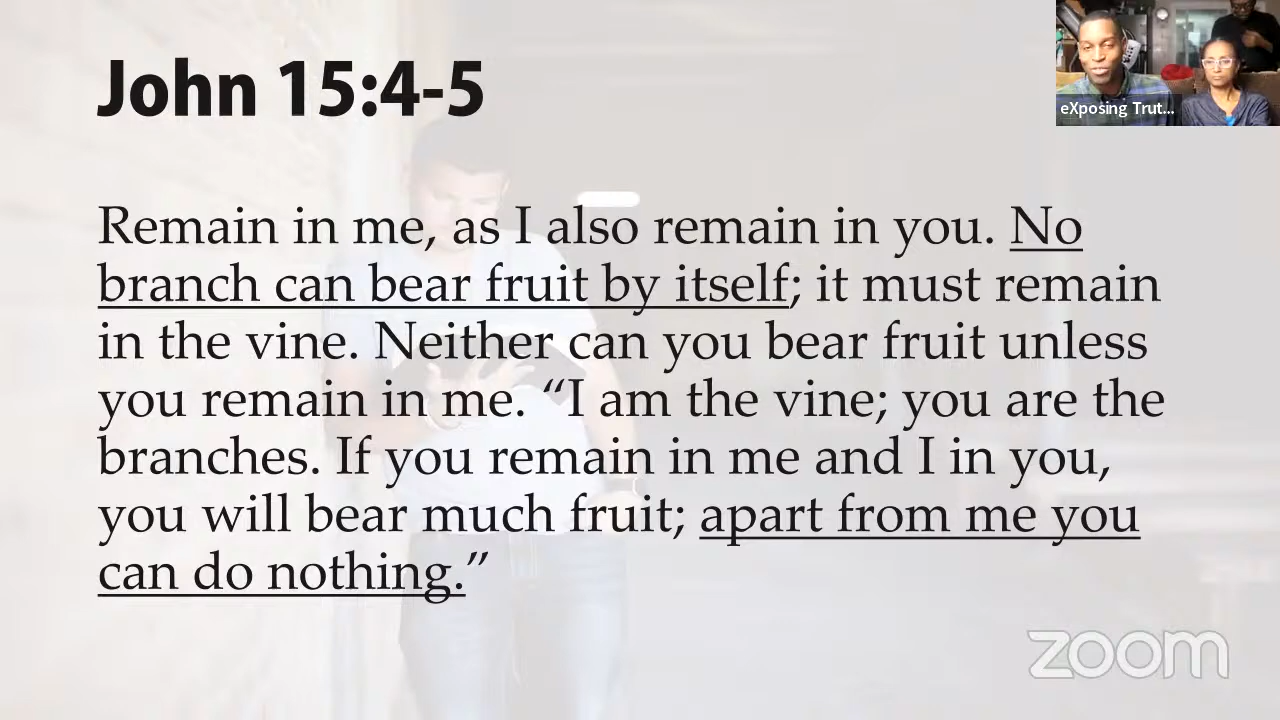 John 15:4-5
eXposing Trut...
Remain in me, as I also remain in you. No
branch can bear fruit by itself; it must remain
in the vine. Neither can you bear fruit unless
you remain in me. “I am the vine; you are the
branches. If you remain in me and I in you,
you will bear much fruit; apart from me you
can do nothing.”
zoom